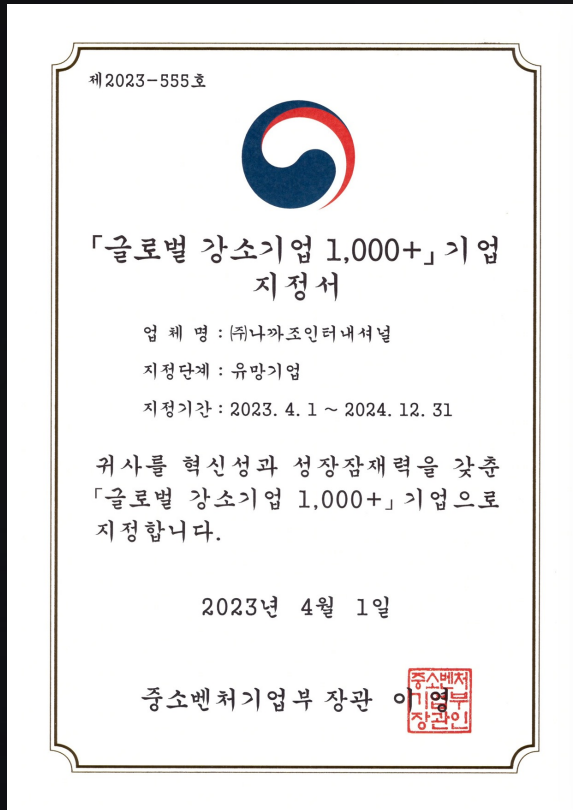 제2023-555호
「글로벌 강소기업 1,000+」기업
지정서
업 체 명 : ㈜나까조인터내셔널
지정단계 : 유망기업
지정기간 : 2023. 4. 1 ~ 2024. 12. 31
귀사를 혁신성과 성장잠재력을 갖춘
「글로벌 강소기업 1,000+」기업으로
지정합니다.
2023년 4월 1일
중소벤처기업부 장관 이 영
중소벤처
기업부
장관인